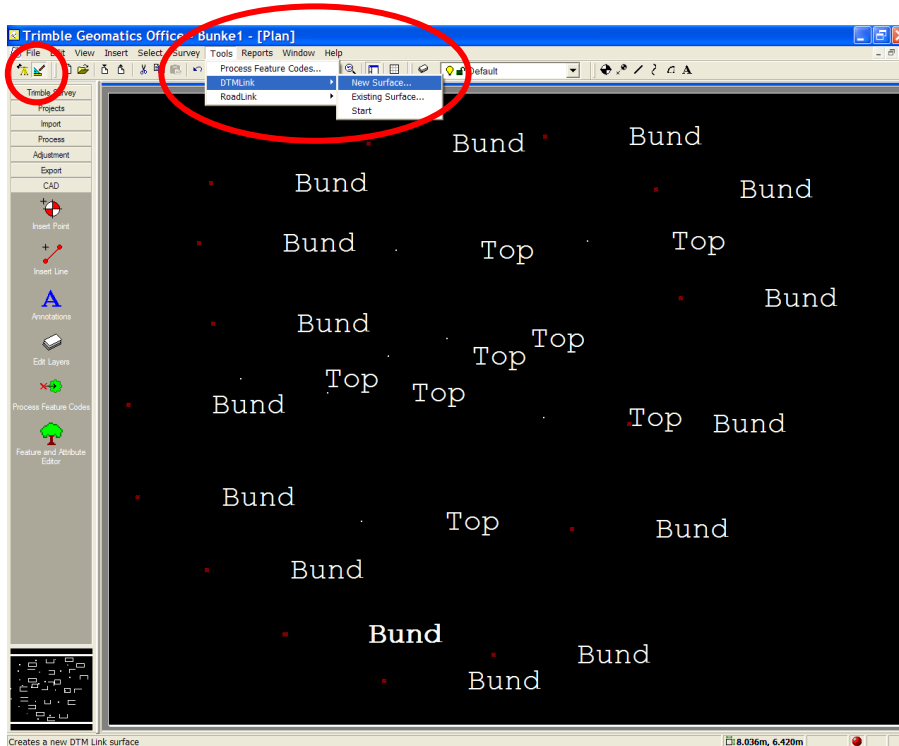 Trimble Geomatics Office - Bunke1 - [Plan]
File Edit View Insert Select Survey Tools Reports Window Help
Process Feature Codes...
DTMLink
RoadLink
New Surface...
Existing Surface...
Start
Default
Trimble Survey
Projects
Import
Process
Adjustment
Export
CAD
Insert Point
Insert Line
Annotations
Edit Layers
Process Feature Codes
Feature and Attribute
Editor
Bund Bund
Bund Bund
Bund Top Top
Bund
Bund Top Top
Top Top
Bund Top Bund
Bund Top Bund
Bund
Bund
Bund Bund
Creates a new DTM Link surface
8.036m, 6.420m